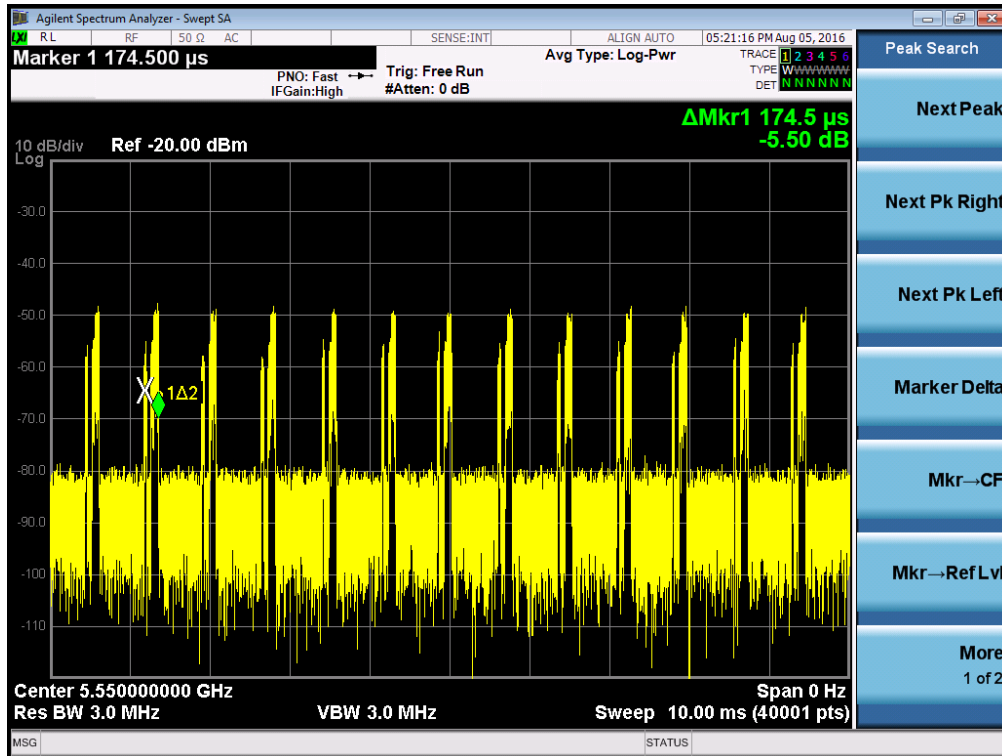 Agilent Spectrum Analyzer - Swept SA
LXI RL RF 50 Ω AC SENSE:INT ALIGN AUTO 05:21:16 PM Aug 05, 2016
Marker 1 174.500 µs
PNO: Fast
IFGain:High
Trig: Free Run
#Atten: 0 dB
Avg Type: Log-Pwr
TRACE 1 2 3 4 5 6
TYPE WWWWWW
DET N N N N N N
ΔMkr1 174.5 µs
-5.50 dB
10 dB/div Ref -20.00 dBm
Log
-30.0
-40.0
-50.0
-60.0
1Δ2
-70.0
-80.0
-90.0
-100
-110
Center 5.550000000 GHz Span 0 Hz
Res BW 3.0 MHz VBW 3.0 MHz Sweep 10.00 ms (40001 pts)
MSG STATUS
Peak Search
Next Peak
Next Pk Right
Next Pk Left
Marker Delta
Mkr→CF
Mkr→Ref Lvl
More
1 of 2